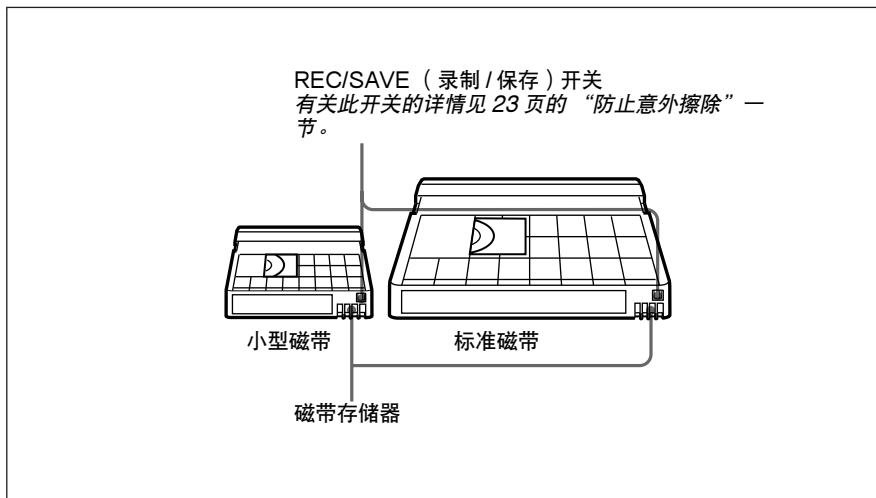 REC/SAVE（录制/保存）开关
有关此开关的详情见 23 页的 “防止意外擦除”一
节。
小型磁带
标准磁带
磁带存储器